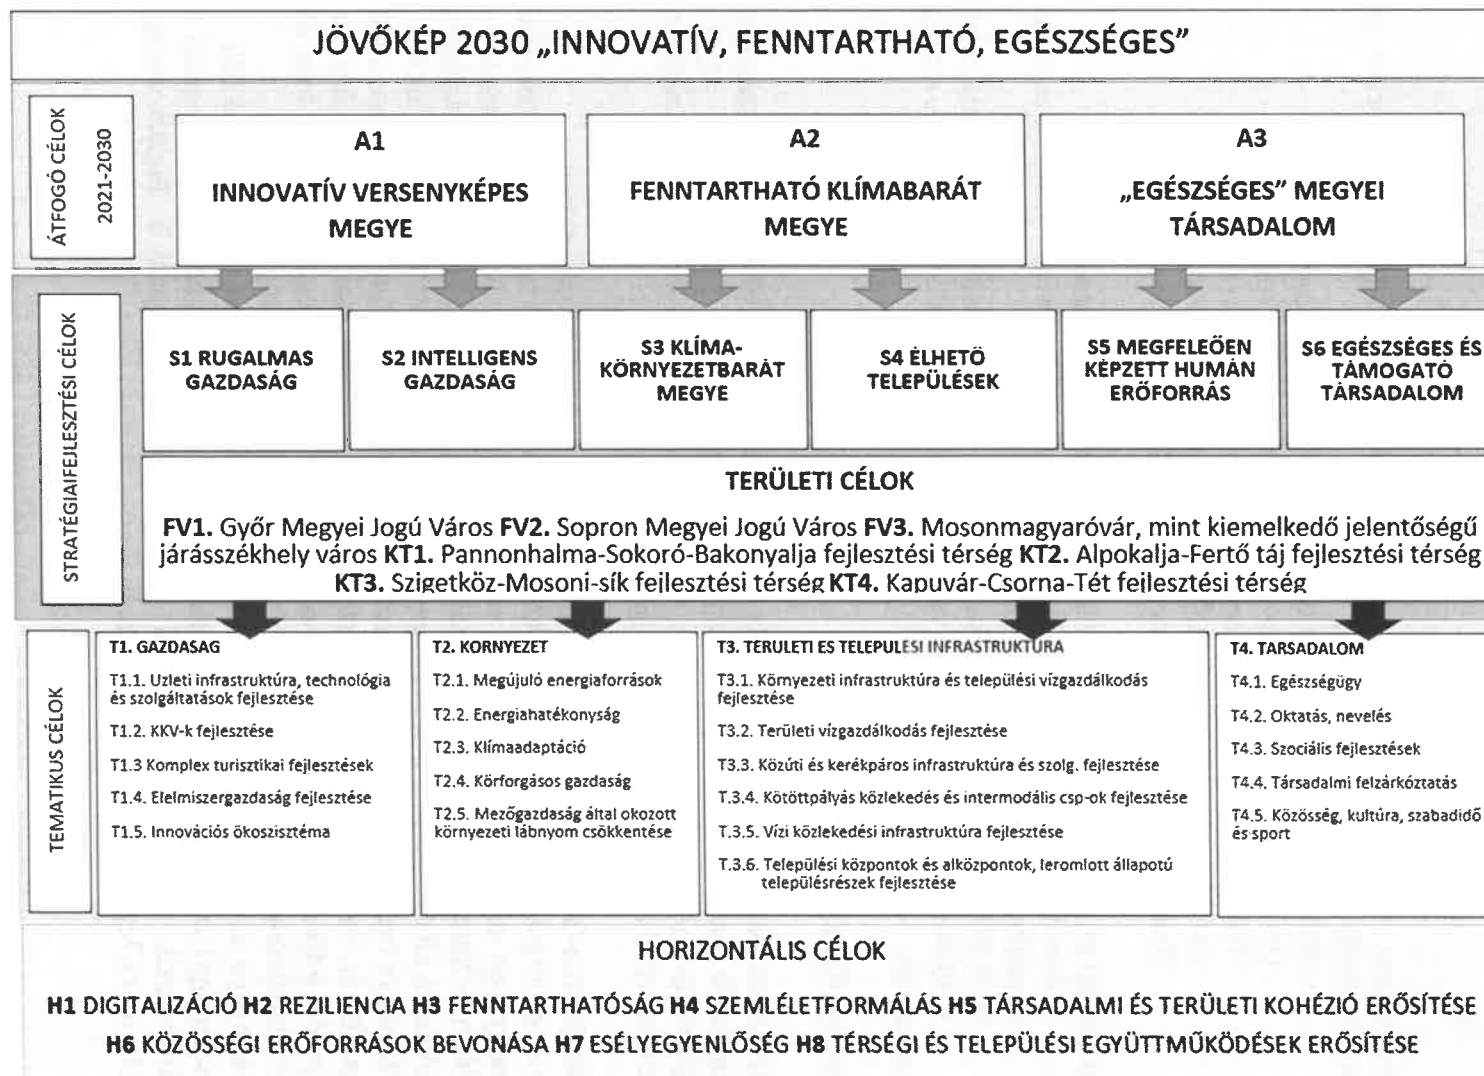 JÖVŐKÉP 2030 „INNOVATÍV, FENNTARTHATÓ, EGÉSZSÉGES”
ÁTFOGÓ CÉLOK
2021-2030
A1
INNOVATÍV VERSENYKÉPES
MEGYE
A2
FENNTARTHATÓ KLÍMABARÁT
MEGYE
A3
„EGÉSZSÉGES” MEGYEI
TÁRSADALOM
STRATÉGIAIFEJLESZTÉSI CÉLOK
S1 RUGALMAS
GAZDASÁG
S2 INTELLIGENS
GAZDASÁG
S3 KLÍMA-
KÖRNYEZETBARÁT
MEGYE
S4 ÉLHETŐ
TELEPÜLÉSEK
S5 MEGFELEŐEN
KÉPZETT HUMÁN
ERŐFORRÁS
S6 EGÉSZSÉGES ÉS
TÁMOGATÓ
TÁRSADALOM
TERÜLETI CÉLOK
FV1. Győr Megyei Jogú Város FV2. Sopron Megyei Jogú Város FV3. Mosonmagyaróvár, mint kiemelkedő jelentőségű
járásszékhely város KT1. Pannonhalma-Sokoró-Bakonyalja fejlesztési térség KT2. Alpokalja-Fertő táj fejlesztési térség
KT3. Szigetköz-Mosoni-sík fejlesztési térség KT4. Kapuvár-Csorna-Tét fejlesztési térség
TEMATIKUS CÉLOK
T1. GAZDASAG
T1.1. Uzleti infrastruktúra, technológia
és szolgáltatások fejlesztése
T1.2. KKV-k fejlesztése
T1.3 Komplex turisztikai fejlesztések
T1.4. Elelmiszergazdaság fejlesztése
T1.5. Innovációs ökoszisztéma
T2. KORNYEZET
T2.1. Megújuló energiaforrások
T2.2. Energiahatékonyság
T2.3. Klímaadaptáció
T2.4. Körforgásos gazdaság
T2.5. Mezőgazdaság által okozott
környezeti lábnyom csökkentése
T3. TERULETI ES TELEPULESI INFRASTRUKTÚRA
T3.1. Környezeti infrastruktúra és települési vízgazdálkodás
fejlesztése
T3.2. Területi vízgazdálkodás fejlesztése
T3.3. Közúti és kerékpáros infrastruktúra és szolg. fejlesztése
T.3.4. Kötöttpályás közlekedés és intermodális csp-ok fejlesztése
T.3.5. Vízi közlekedési infrastruktúra fejlesztése
T.3.6. Települési központok és alközpontok, leromlott állapotú
településrészek fejlesztése
T4. TARSADALOM
T4.1. Egészségügy
T4.2. Oktatás, nevelés
T4.3. Szociális fejlesztések
T4.4. Társadalmi felzárkóztatás
T4.5. Közösség, kultúra, szabadidő
és sport
HORIZONTÁLIS CÉLOK
H1 DIGITALIZÁCIÓ H2 REZILIENCIA H3 FENNTARTHATÓSÁG H4 SZEMLÉLETFORMÁLÁS H5 TÁRSADALMI ÉS TERÜLETI KOHÉZIÓ ERŐSÍTÉSE
H6 KÖZÖSSÉGI ERŐFORRÁSOK BEVONÁSA H7 ESÉLYEGYENLŐSÉG H8 TÉRSÉGI ÉS TELEPÜLÉSI EGYÜTTMŰKÖDÉSEK ERŐSÍTÉSE